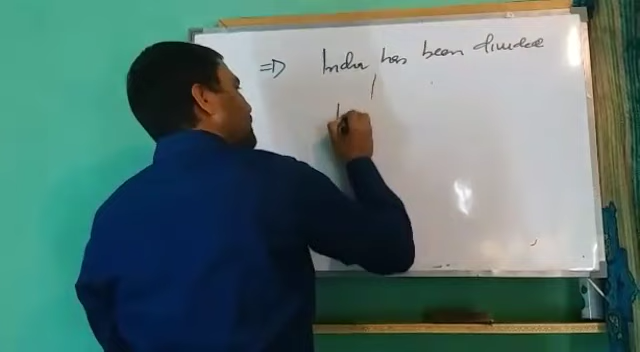 ⇒ India has been divided